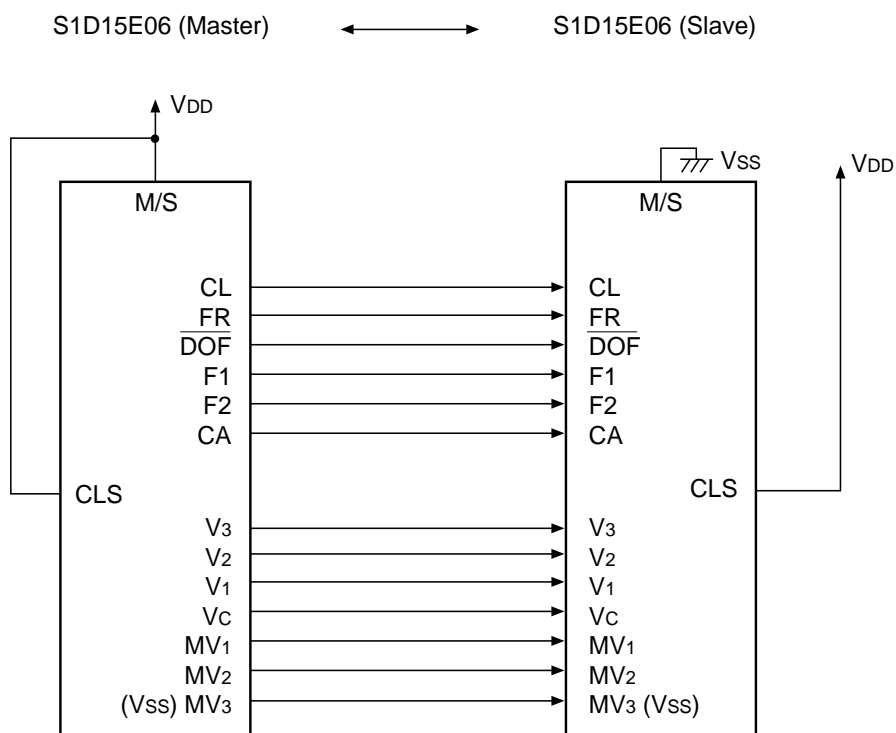 S1D15E06 (Master) S1D15E06 (Slave)
VDD
VSS
VDD
M/S M/S
CL CL
FR FR
DOF DOF
F1 F1
F2 F2
CA CA
CLS CLS
V3 V3
V2 V2
V1 V1
VC VC
MV1 MV1
MV2 MV2
(VSS) MV3 MV3 (VSS)